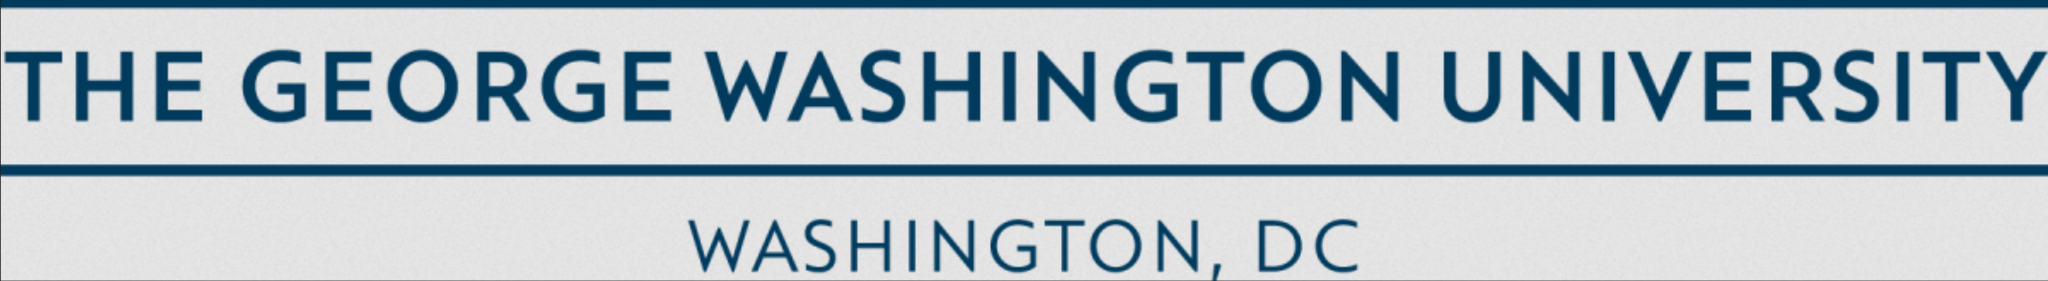 THE GEORGE WASHINGTON UNIVERSITY
WASHINGTON, DC